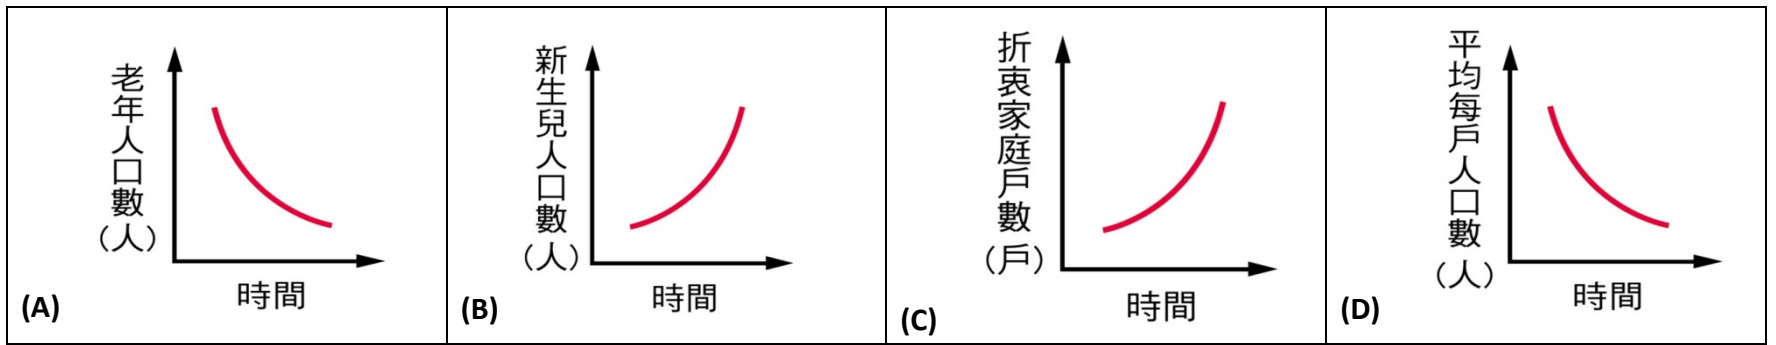 老年人口數(人)
時間
(A)
新生兒人口數(人)
時間
(B)
折衷家庭戶數(戶)
時間
(C)
平均每戶人口數(人)
時間
(D)